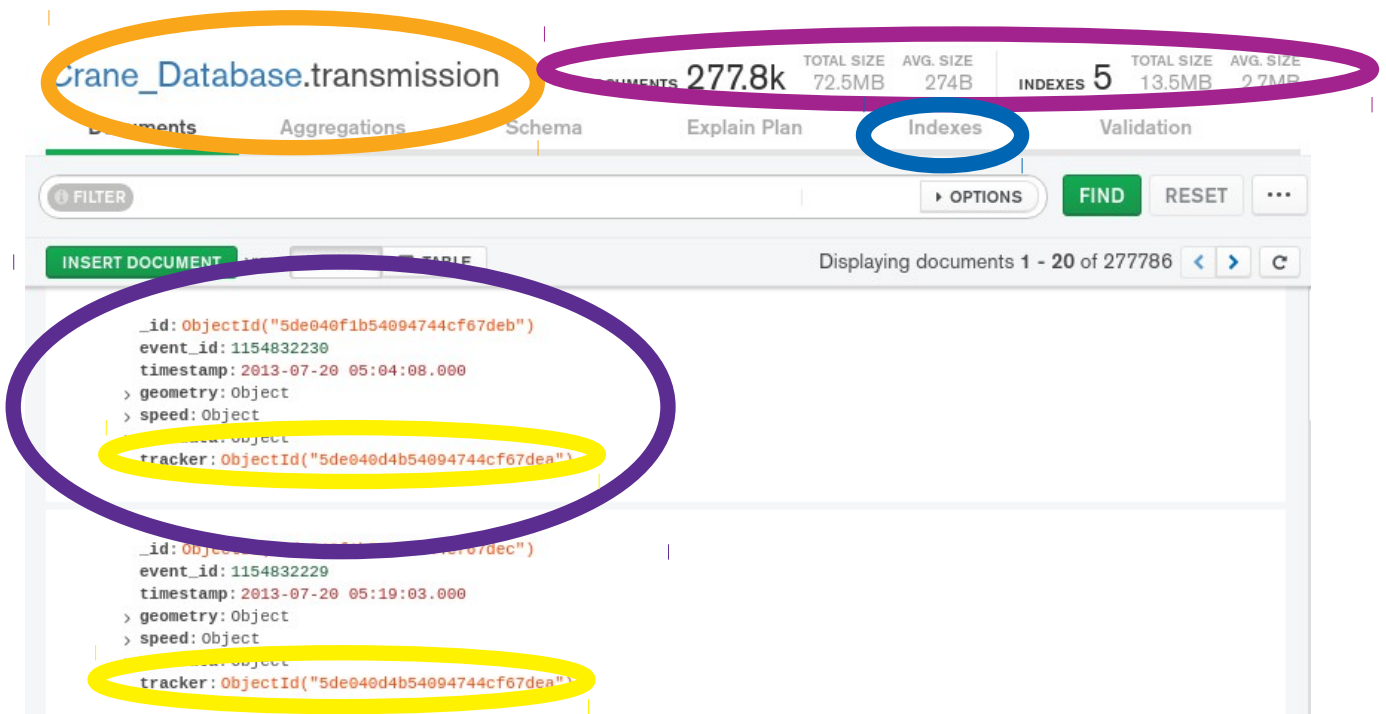 Crane_Database.transmission
DOCUMENTS 277.8k TOTAL SIZE 72.5MB AVG. SIZE 274B INDEXES 5 TOTAL SIZE 13.5MB AVG. SIZE 2.7MB
Documents Aggregations Schema Explain Plan Indexes Validation
FILTER OPTIONS FIND RESET ...
INSERT DOCUMENT TABLE Displaying documents 1 - 20 of 277786
_id: ObjectId("5de040f1b54094744cf67deb")
event_id: 1154832230
timestamp: 2013-07-20 05:04:08.000
geometry: Object
speed: Object
Object
tracker: ObjectId("5de040d4b54094744cf67dea")
_id:
event_id: 1154832229
timestamp: 2013-07-20 05:19:03.000
geometry: Object
speed: Object
Object
tracker: ObjectId("5de040d4b54094744cf67dea")